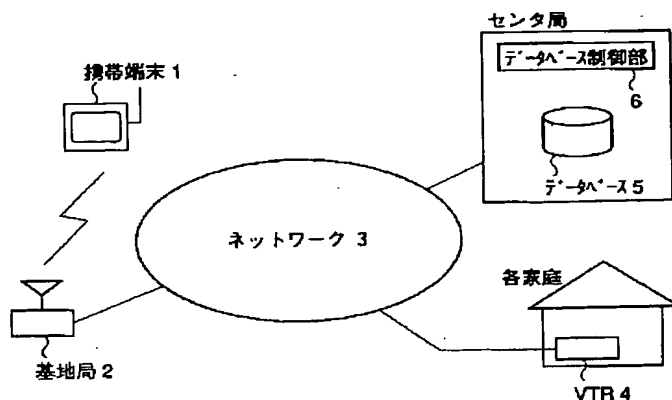 センタ局
データベース制御部
6
データベース5
携帯端末1
ネットワーク 3
各家庭
基地局2
VTR 4